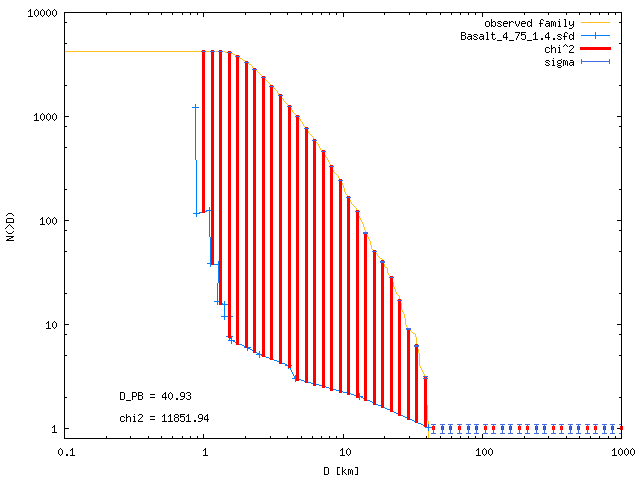 10000
1000
100
10
1
N(>D)
observed family
Basalt_4_75_1.4.sfd
chi^2
sigma
D_PB = 40.93
chi2 = 11851.94
0.1 1 10 100 1000
D [km]